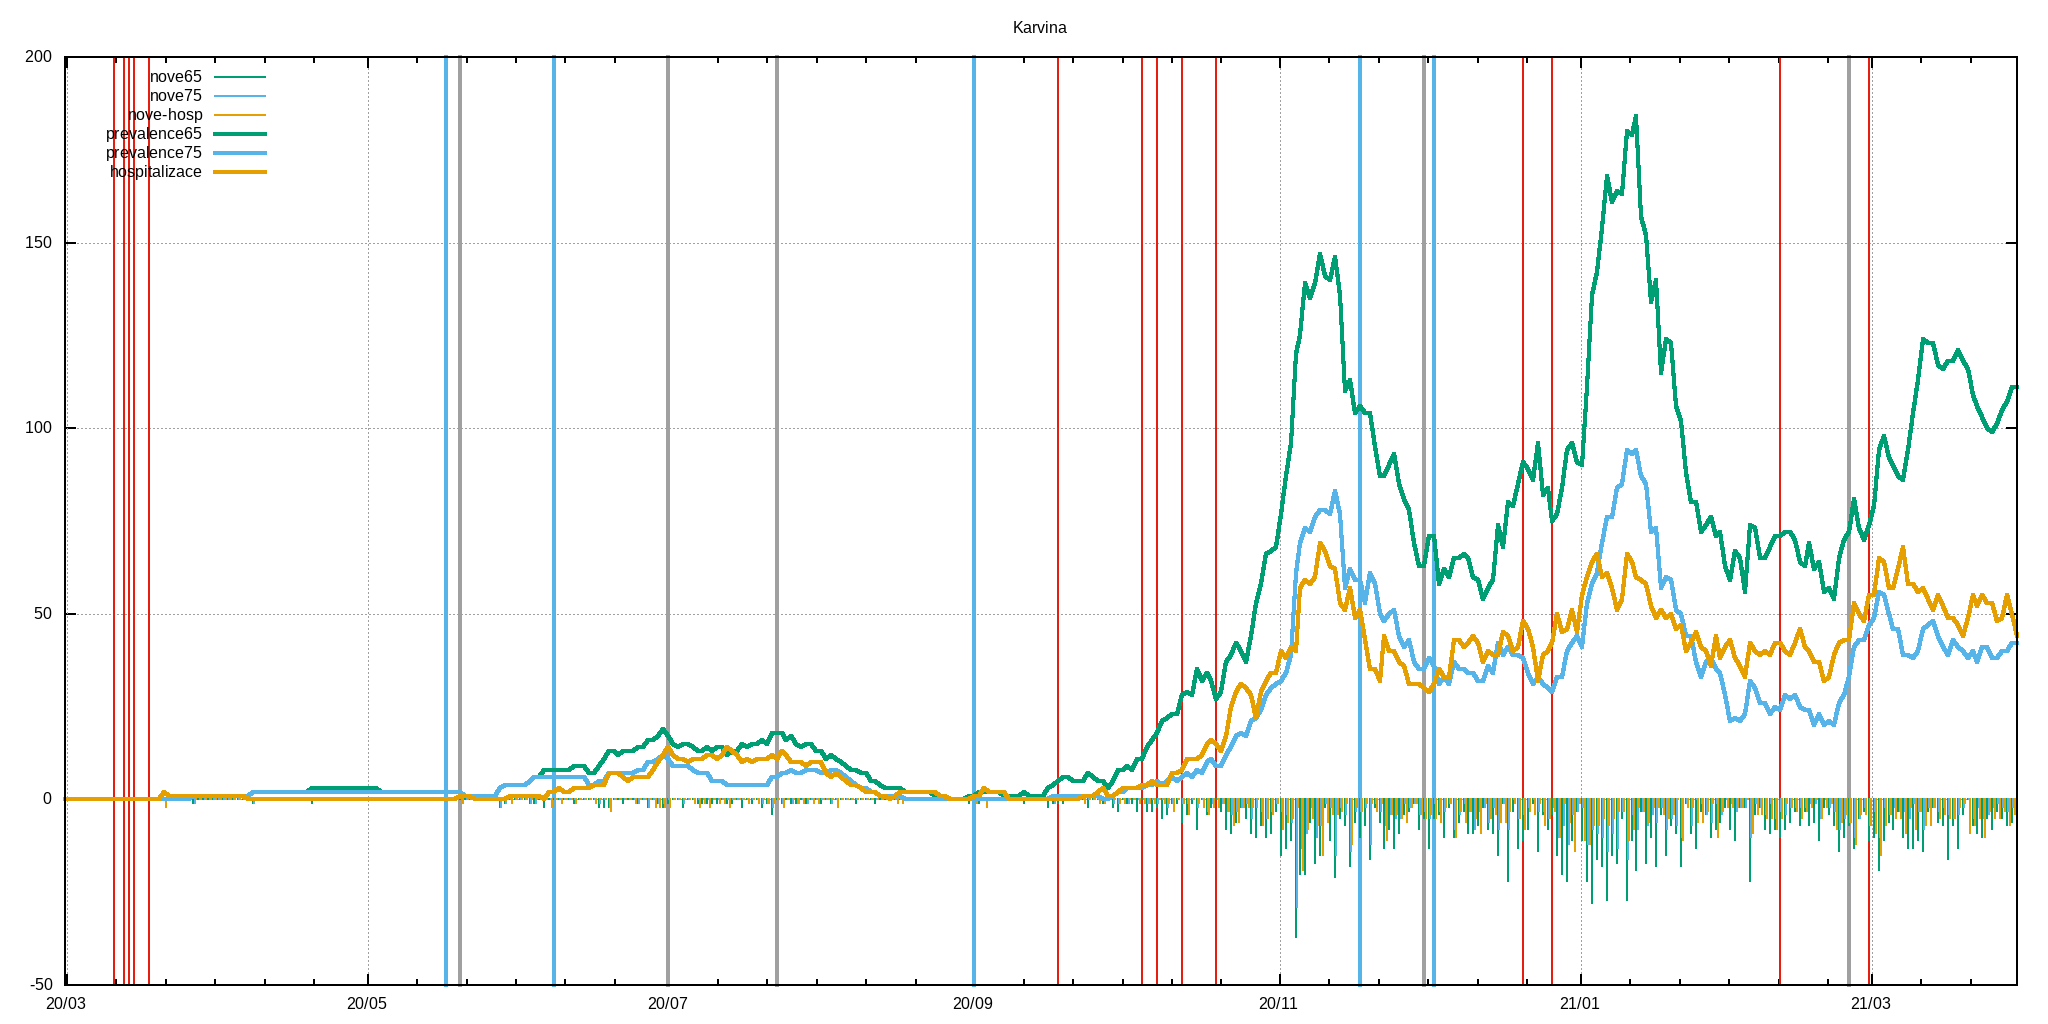 Karvina
200
150
100
50
0
-50
nove65
nove75
nove-hosp
prevalence65
prevalence75
hospitalizace
20/03 20/05 20/07 20/09 20/11 21/01 21/03